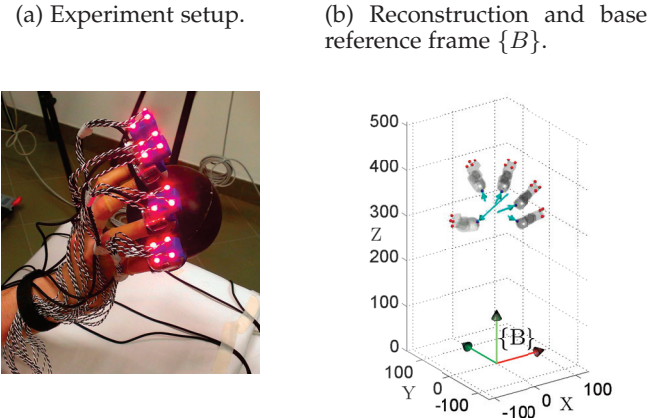 (a) Experiment setup.
(b) Reconstruction and base
reference frame {B}.
500
400
300
Z
200
100
0
{B}
100
Y 0
-100
-100 0 X 100